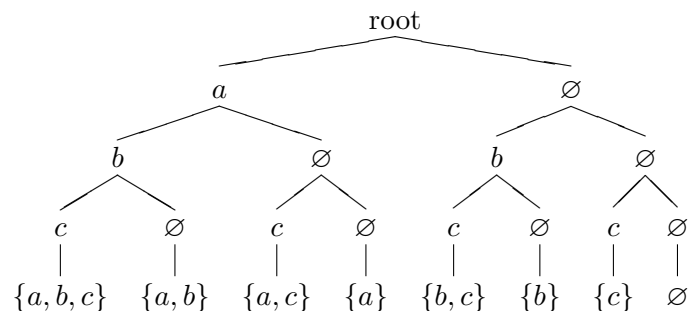 root
a ∅
b ∅ b ∅
c ∅ c ∅ c ∅ c ∅
{a, b, c} {a, b} {a, c} {a} {b, c} {b} {c} ∅